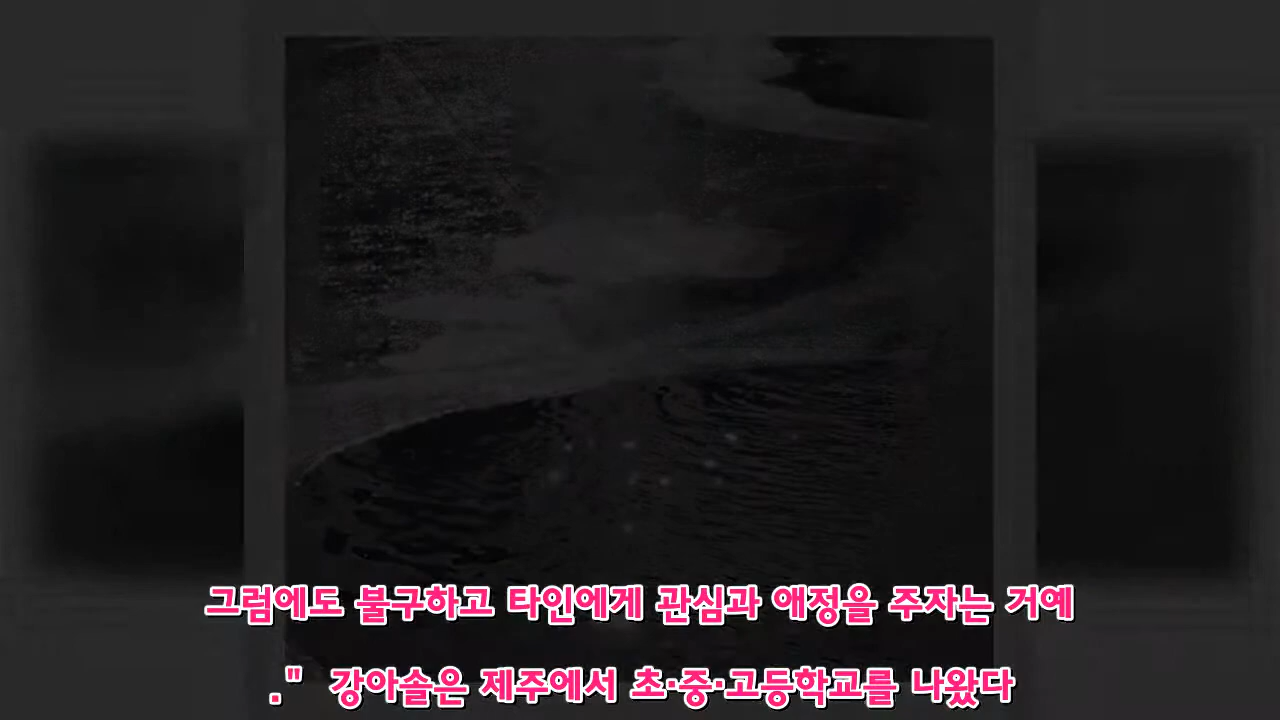 그럼에도 불구하고 타인에게 관심과 애정을 주자는 거예
." 강아솔은 제주에서 초·중·고등학교를 나왔다